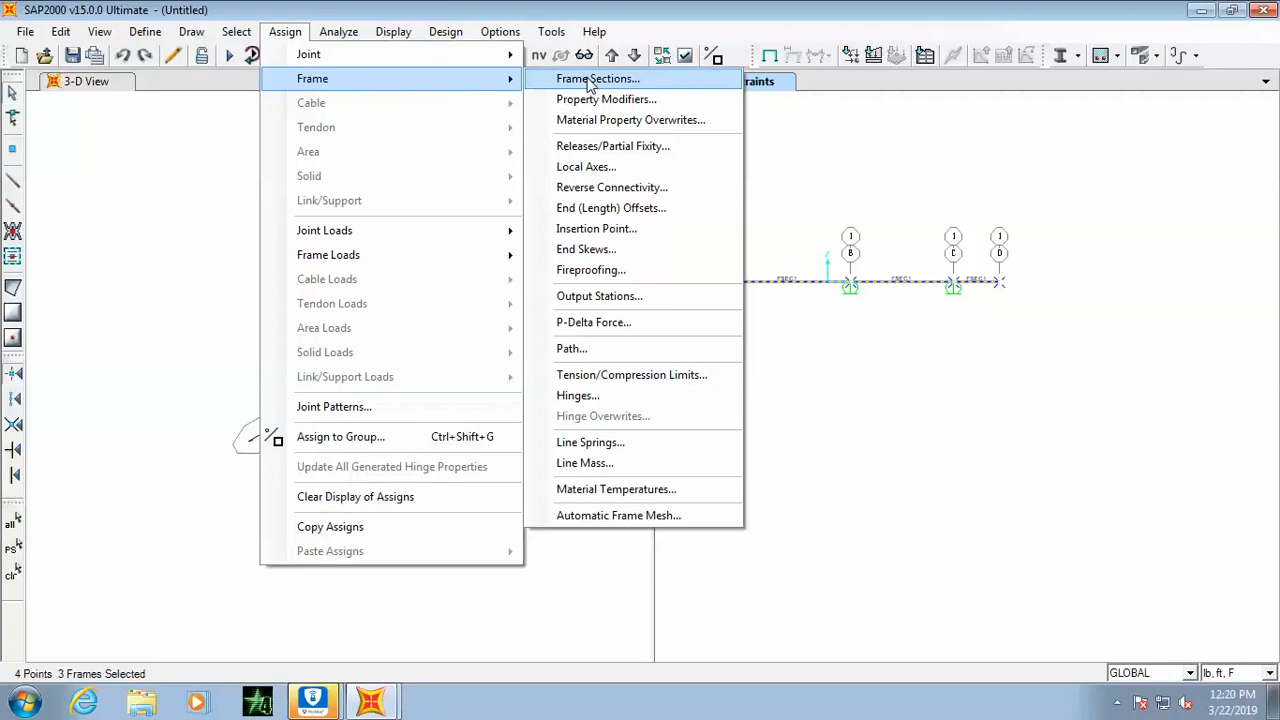 SAP2000 v15.0.0 Ultimate - (Untitled)
File Edit View Define Draw Select Assign Analyze Display Design Options Tools Help
nv
3-D View
raints
Joint
Frame
Cable
Tendon
Area
Solid
Link/Support
Joint Loads
Frame Loads
Cable Loads
Tendon Loads
Area Loads
Solid Loads
Link/Support Loads
Joint Patterns...
Assign to Group... Ctrl+Shift+G
Update All Generated Hinge Properties
Clear Display of Assigns
Copy Assigns
Paste Assigns
Frame Sections...
Property Modifiers...
Material Property Overwrites...
Releases/Partial Fixity...
Local Axes...
Reverse Connectivity...
End (Length) Offsets...
Insertion Point...
End Skews...
Fireproofing...
Output Stations...
P-Delta Force...
Path...
Tension/Compression Limits...
Hinges...
Hinge Overwrites...
Line Springs...
Line Mass...
Material Temperatures...
Automatic Frame Mesh...
1 1 1
B C D
all
PS
clr
4 Points 3 Frames Selected
GLOBAL
lb, ft, F
12:20 PM
3/22/2019